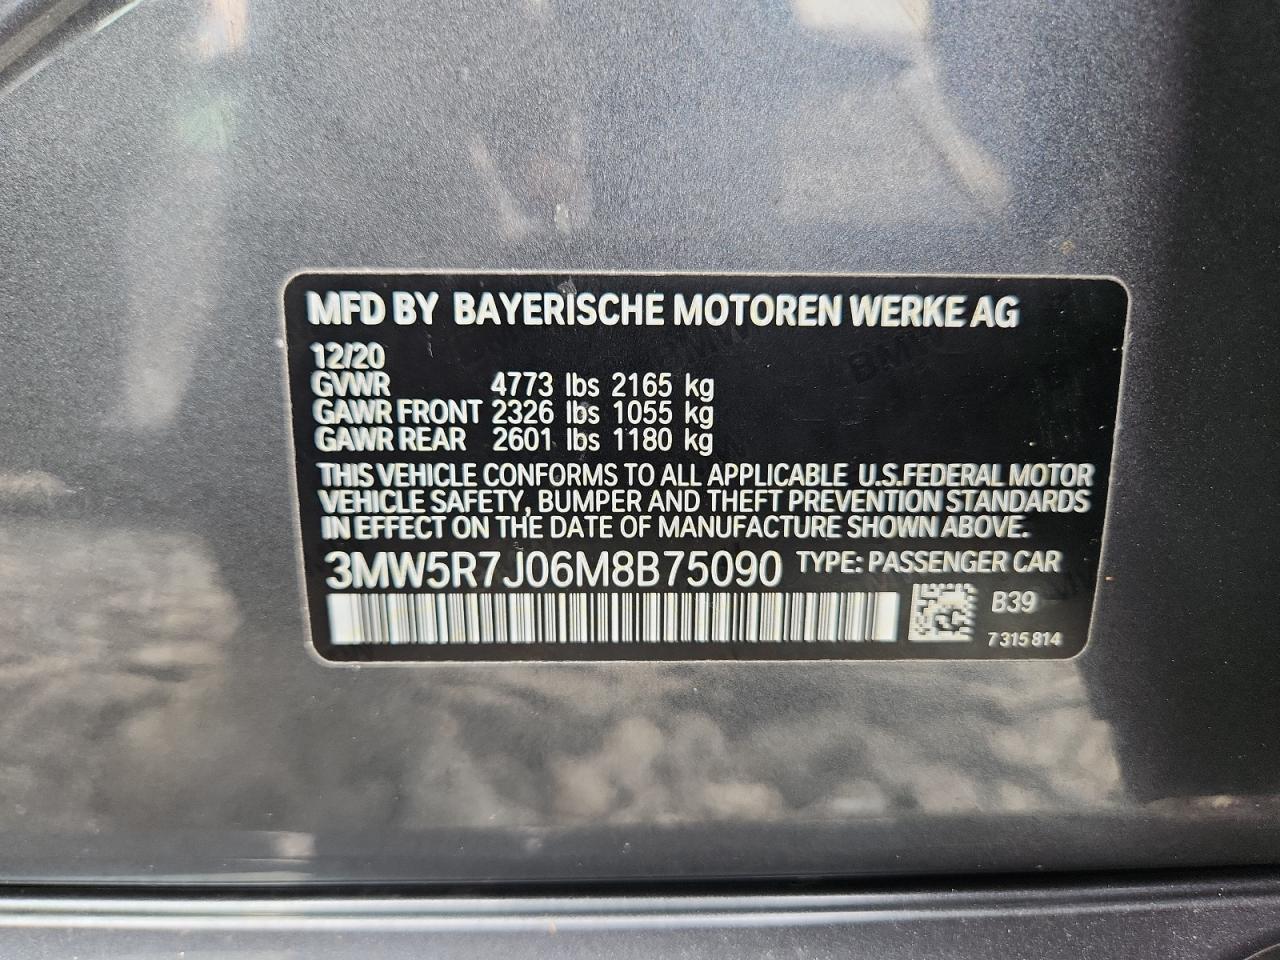 MFD BY BAYERISCHE MOTOREN WERKE AG
12/20
GVWR 4773 lbs 2165 kg
GAWR FRONT 2326 lbs 1055 kg
GAWR REAR 2601 lbs 1180 kg
THIS VEHICLE CONFORMS TO ALL APPLICABLE U.S.FEDERAL MOTOR
VEHICLE SAFETY, BUMPER AND THEFT PREVENTION STANDARDS
IN EFFECT ON THE DATE OF MANUFACTURE SHOWN ABOVE.
3MW5R7J06M8B75090 TYPE: PASSENGER CAR
B39
7 315 814